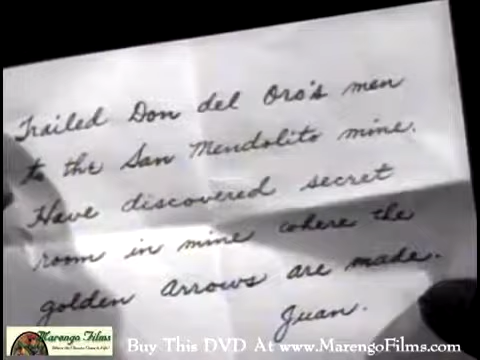 Trailed Don del Oro's men
to the San Mendolito mine.
Have discovered secret
room in mine where the
golden arrows are made.
Juan.
Marengo Films
Buy This DVD At www.MarengoFilms.com